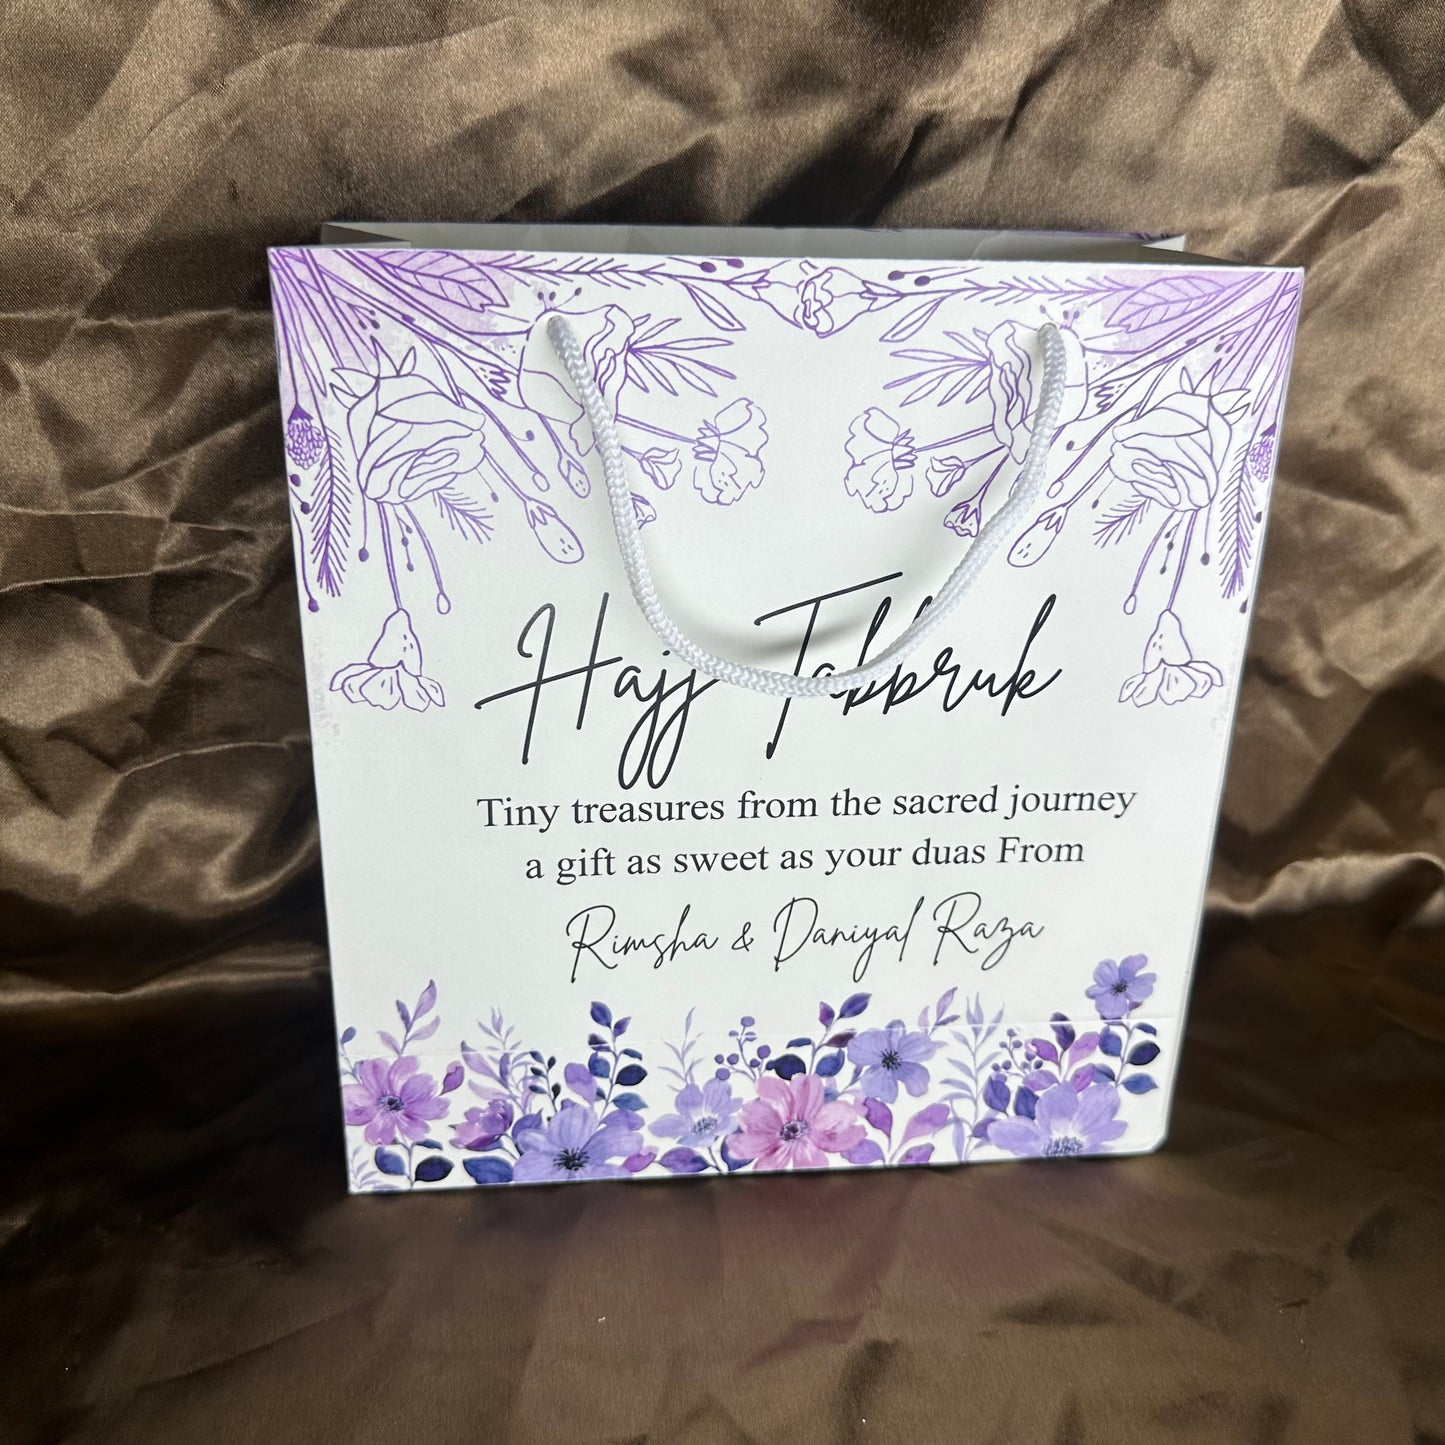 Hajj Tabbruk
Tiny treasures from the sacred journey
a gift as sweet as your duas From
Rimsha & Daniyal Raza